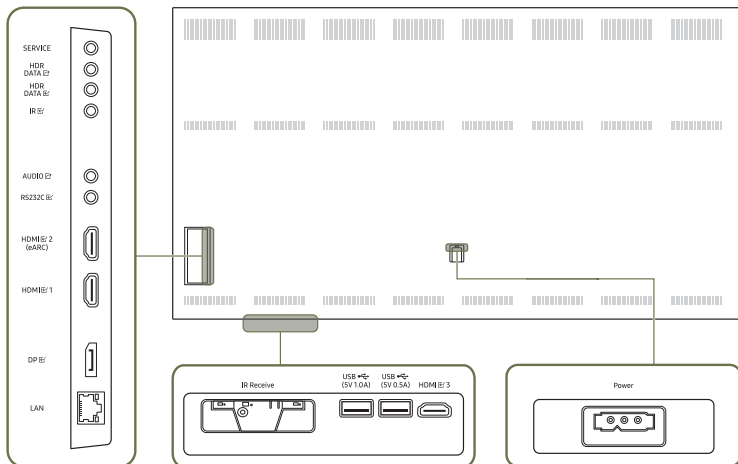 SERVICE
HDR
DATA
HDR
DATA
IR
AUDIO
RS232C
HDMI 2
(eARC)
HDMI 1
DP
LAN
IR Receive
USB
(5V 1.0A)
USB
(5V 0.5A)
HDMI 3
Power